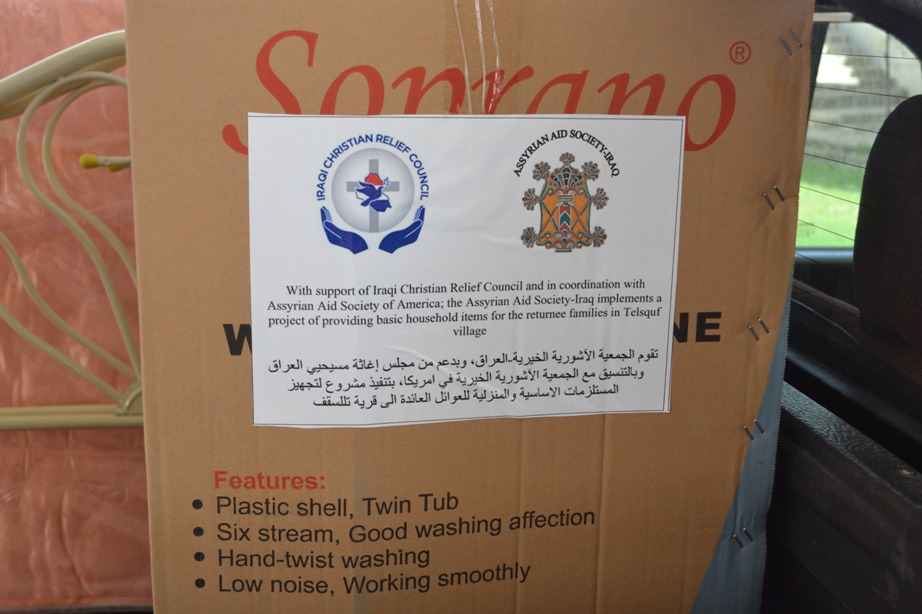 Soprano®
IRAQI CHRISTIAN RELIEF COUNCIL
ASSYRIAN AID SOCIETY-IRAQ
With support of Iraqi Christian Relief Council and in coordination with
Assyrian Aid Society of America; the Assyrian Aid Society-Iraq implements a
project of providing basic household items for the returnee families in Telsquf
village
W NE
تقوم الجمعية الآشورية الخيرية-العراق، وبدعم من مجلس إغاثة مسيحيي العراق
وبالتنسيق مع الجمعية الآشورية الخيرية في امريكا، بتنفيذ مشروع لتجهيز
المستلزمات الاساسية والمنزلية للعوائل العائدة الى قرية تللسقف
Features:
• Plastic shell, Twin Tub
• Six stream, Good washing affection
• Hand-twist washing
• Low noise, Working smoothly